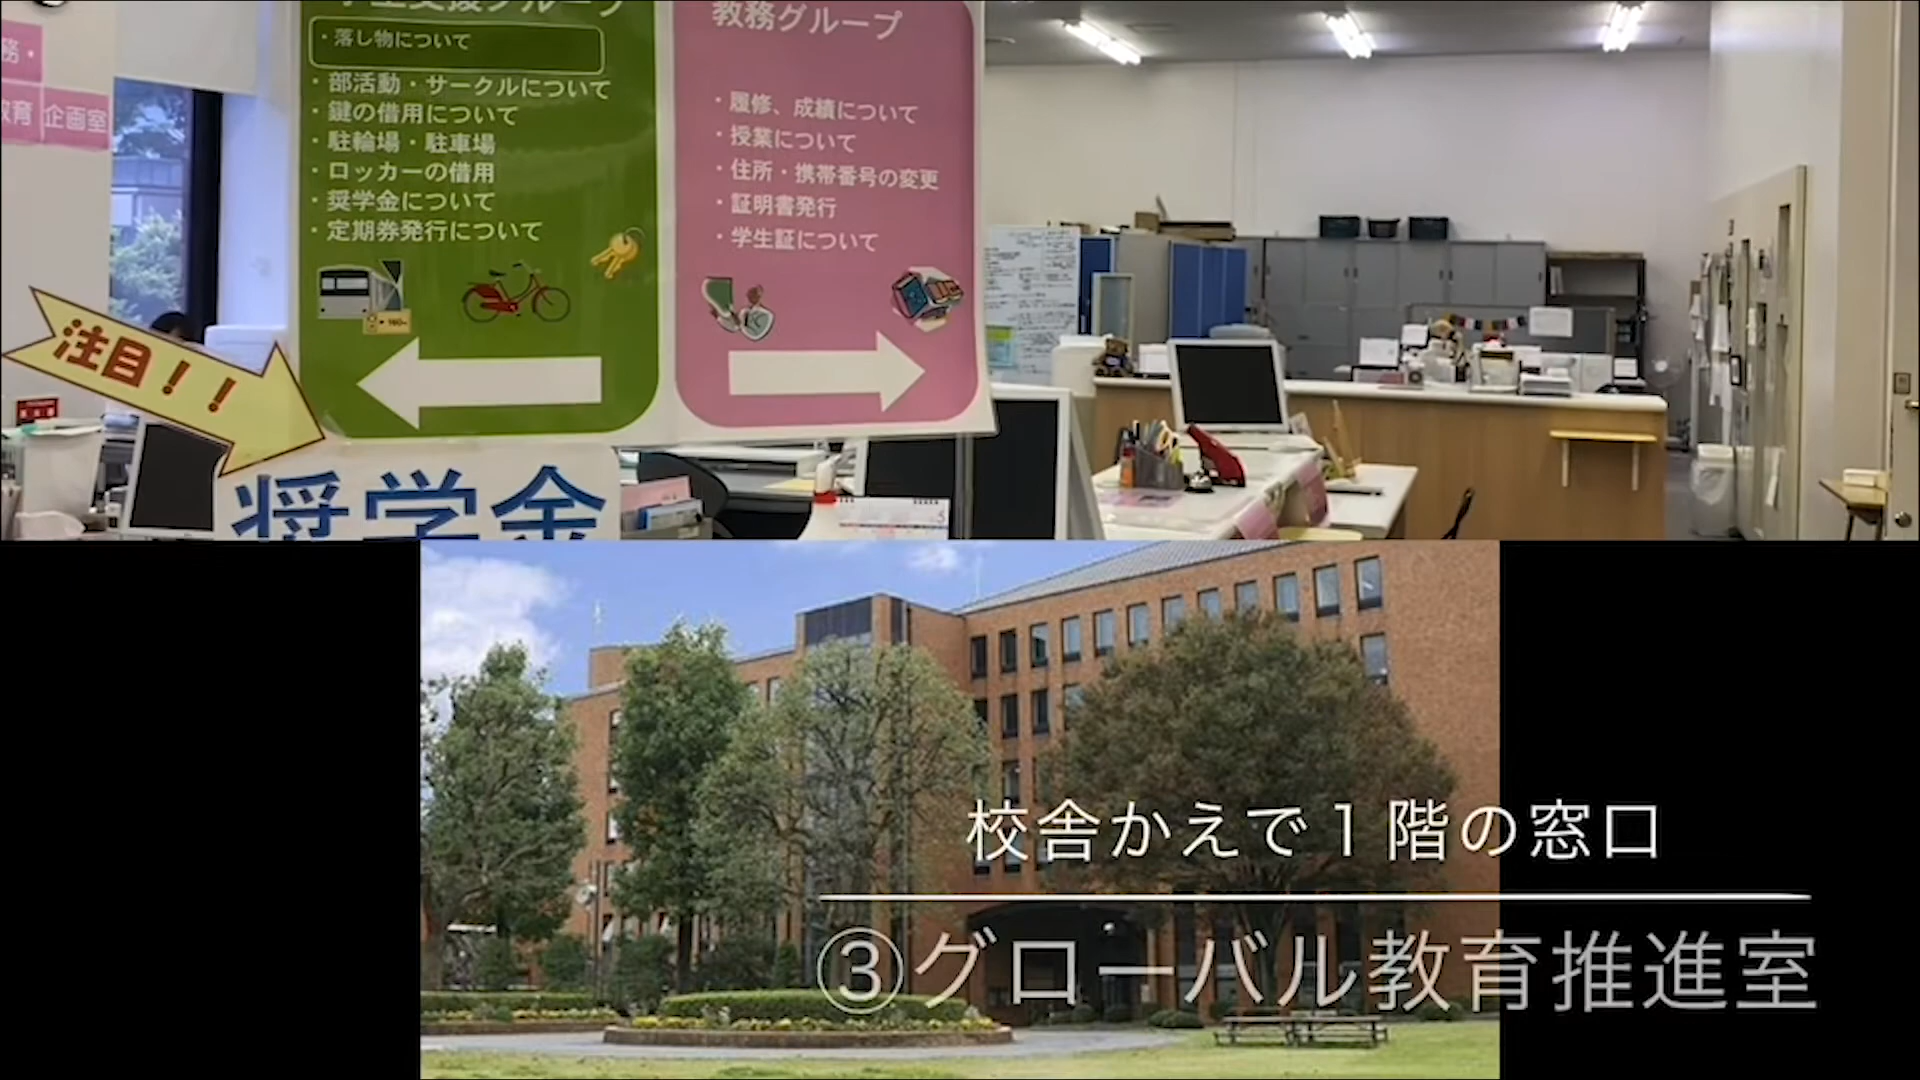 務・
教育 企画室
学生支援グループ
・落し物について
・部活動・サークルについて
・鍵の借用について
・駐輪場・駐車場
・ロッカーの借用
・奨学金について
・定期券発行について
教務グループ
・履修、成績について
・授業について
・住所・携帯番号の変更
・証明書発行
・学生証について
注目！！
奨学金
校舎かえで1階の窓口
③グローバル教育推進室